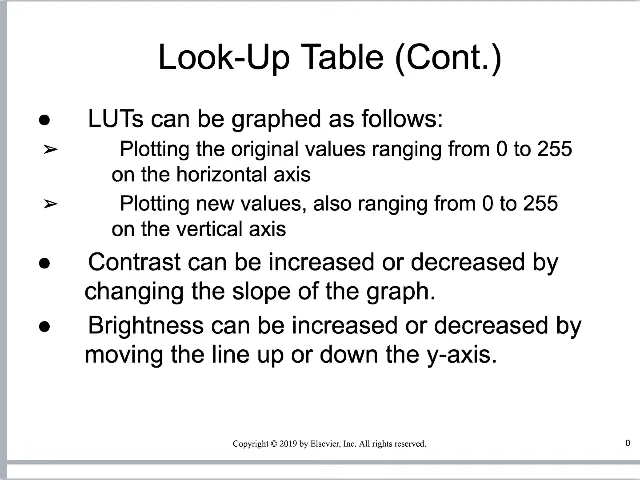 Look-Up Table (Cont.)
● LUTs can be graphed as follows:
➢ Plotting the original values ranging from 0 to 255
on the horizontal axis
➢ Plotting new values, also ranging from 0 to 255
on the vertical axis
● Contrast can be increased or decreased by
changing the slope of the graph.
● Brightness can be increased or decreased by
moving the line up or down the y-axis.
Copyright © 2019 by Elsevier, Inc. All rights reserved.
0